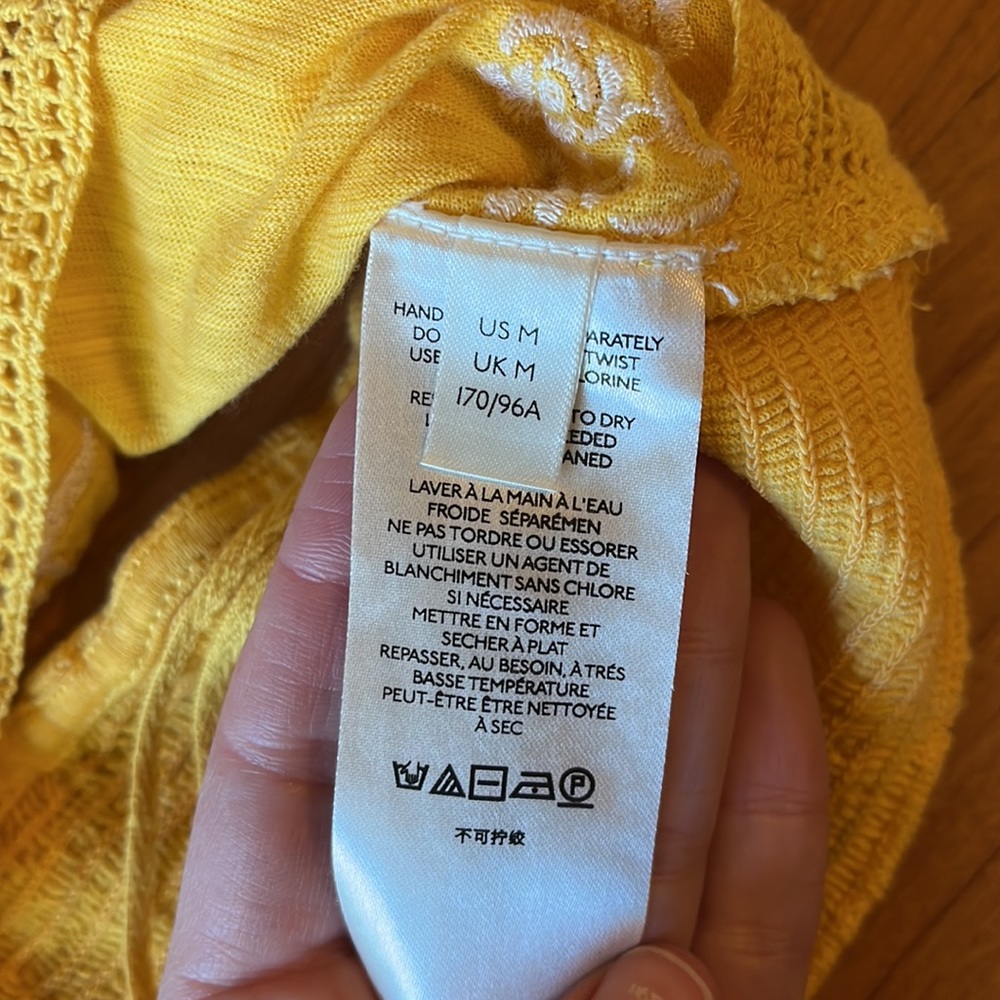 US M
UK M
170/96A
HAND ARATELY
DO TWIST
USE LORINE
RE TO DRY
EDED
ANED
LAVER À LA MAIN À L'EAU
FROIDE SÉPARÉMEN
NE PAS TORDRE OU ESSORER
UTILISER UN AGENT DE
BLANCHIMENT SANS CHLORE
SI NÉCESSAIRE
METTRE EN FORME ET
SECHER À PLAT
REPASSER, AU BESOIN, À TRÉS
BASSE TEMPÉRATURE
PEUT-ÊTRE ÊTRE NETTOYÉE
À SEC
P
不可拧绞